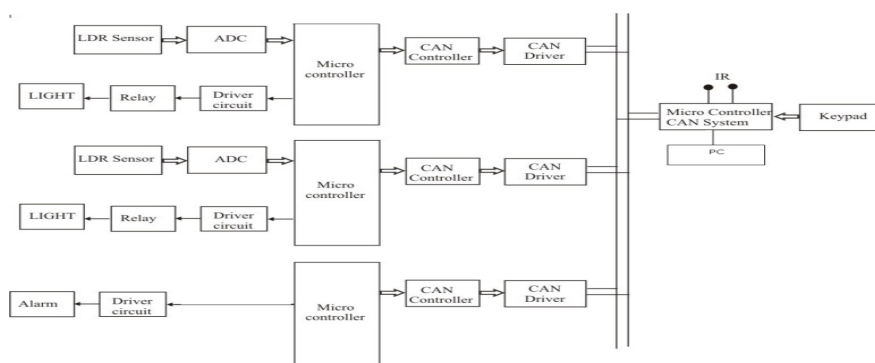 LDR Sensor
ADC
Micro
controller
CAN
Controller
CAN
Driver
LIGHT
Relay
Driver
circuit
IR
Micro Controller
CAN System
Keypad
PC
LDR Sensor
ADC
Micro
controller
CAN
Controller
CAN
Driver
LIGHT
Relay
Driver
circuit
Alarm
Driver
circuit
Micro
controller
CAN
Controller
CAN
Driver